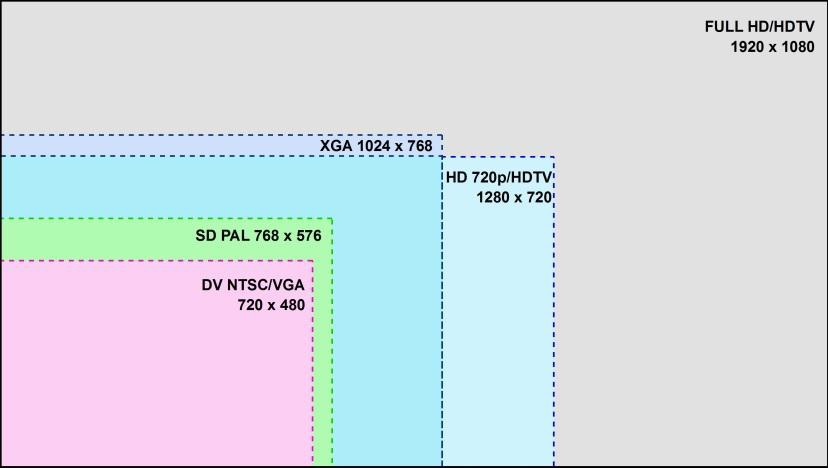 FULL HD/HDTV
1920 x 1080
XGA 1024 x 768
HD 720p/HDTV
1280 x 720
SD PAL 768 x 576
DV NTSC/VGA
720 x 480